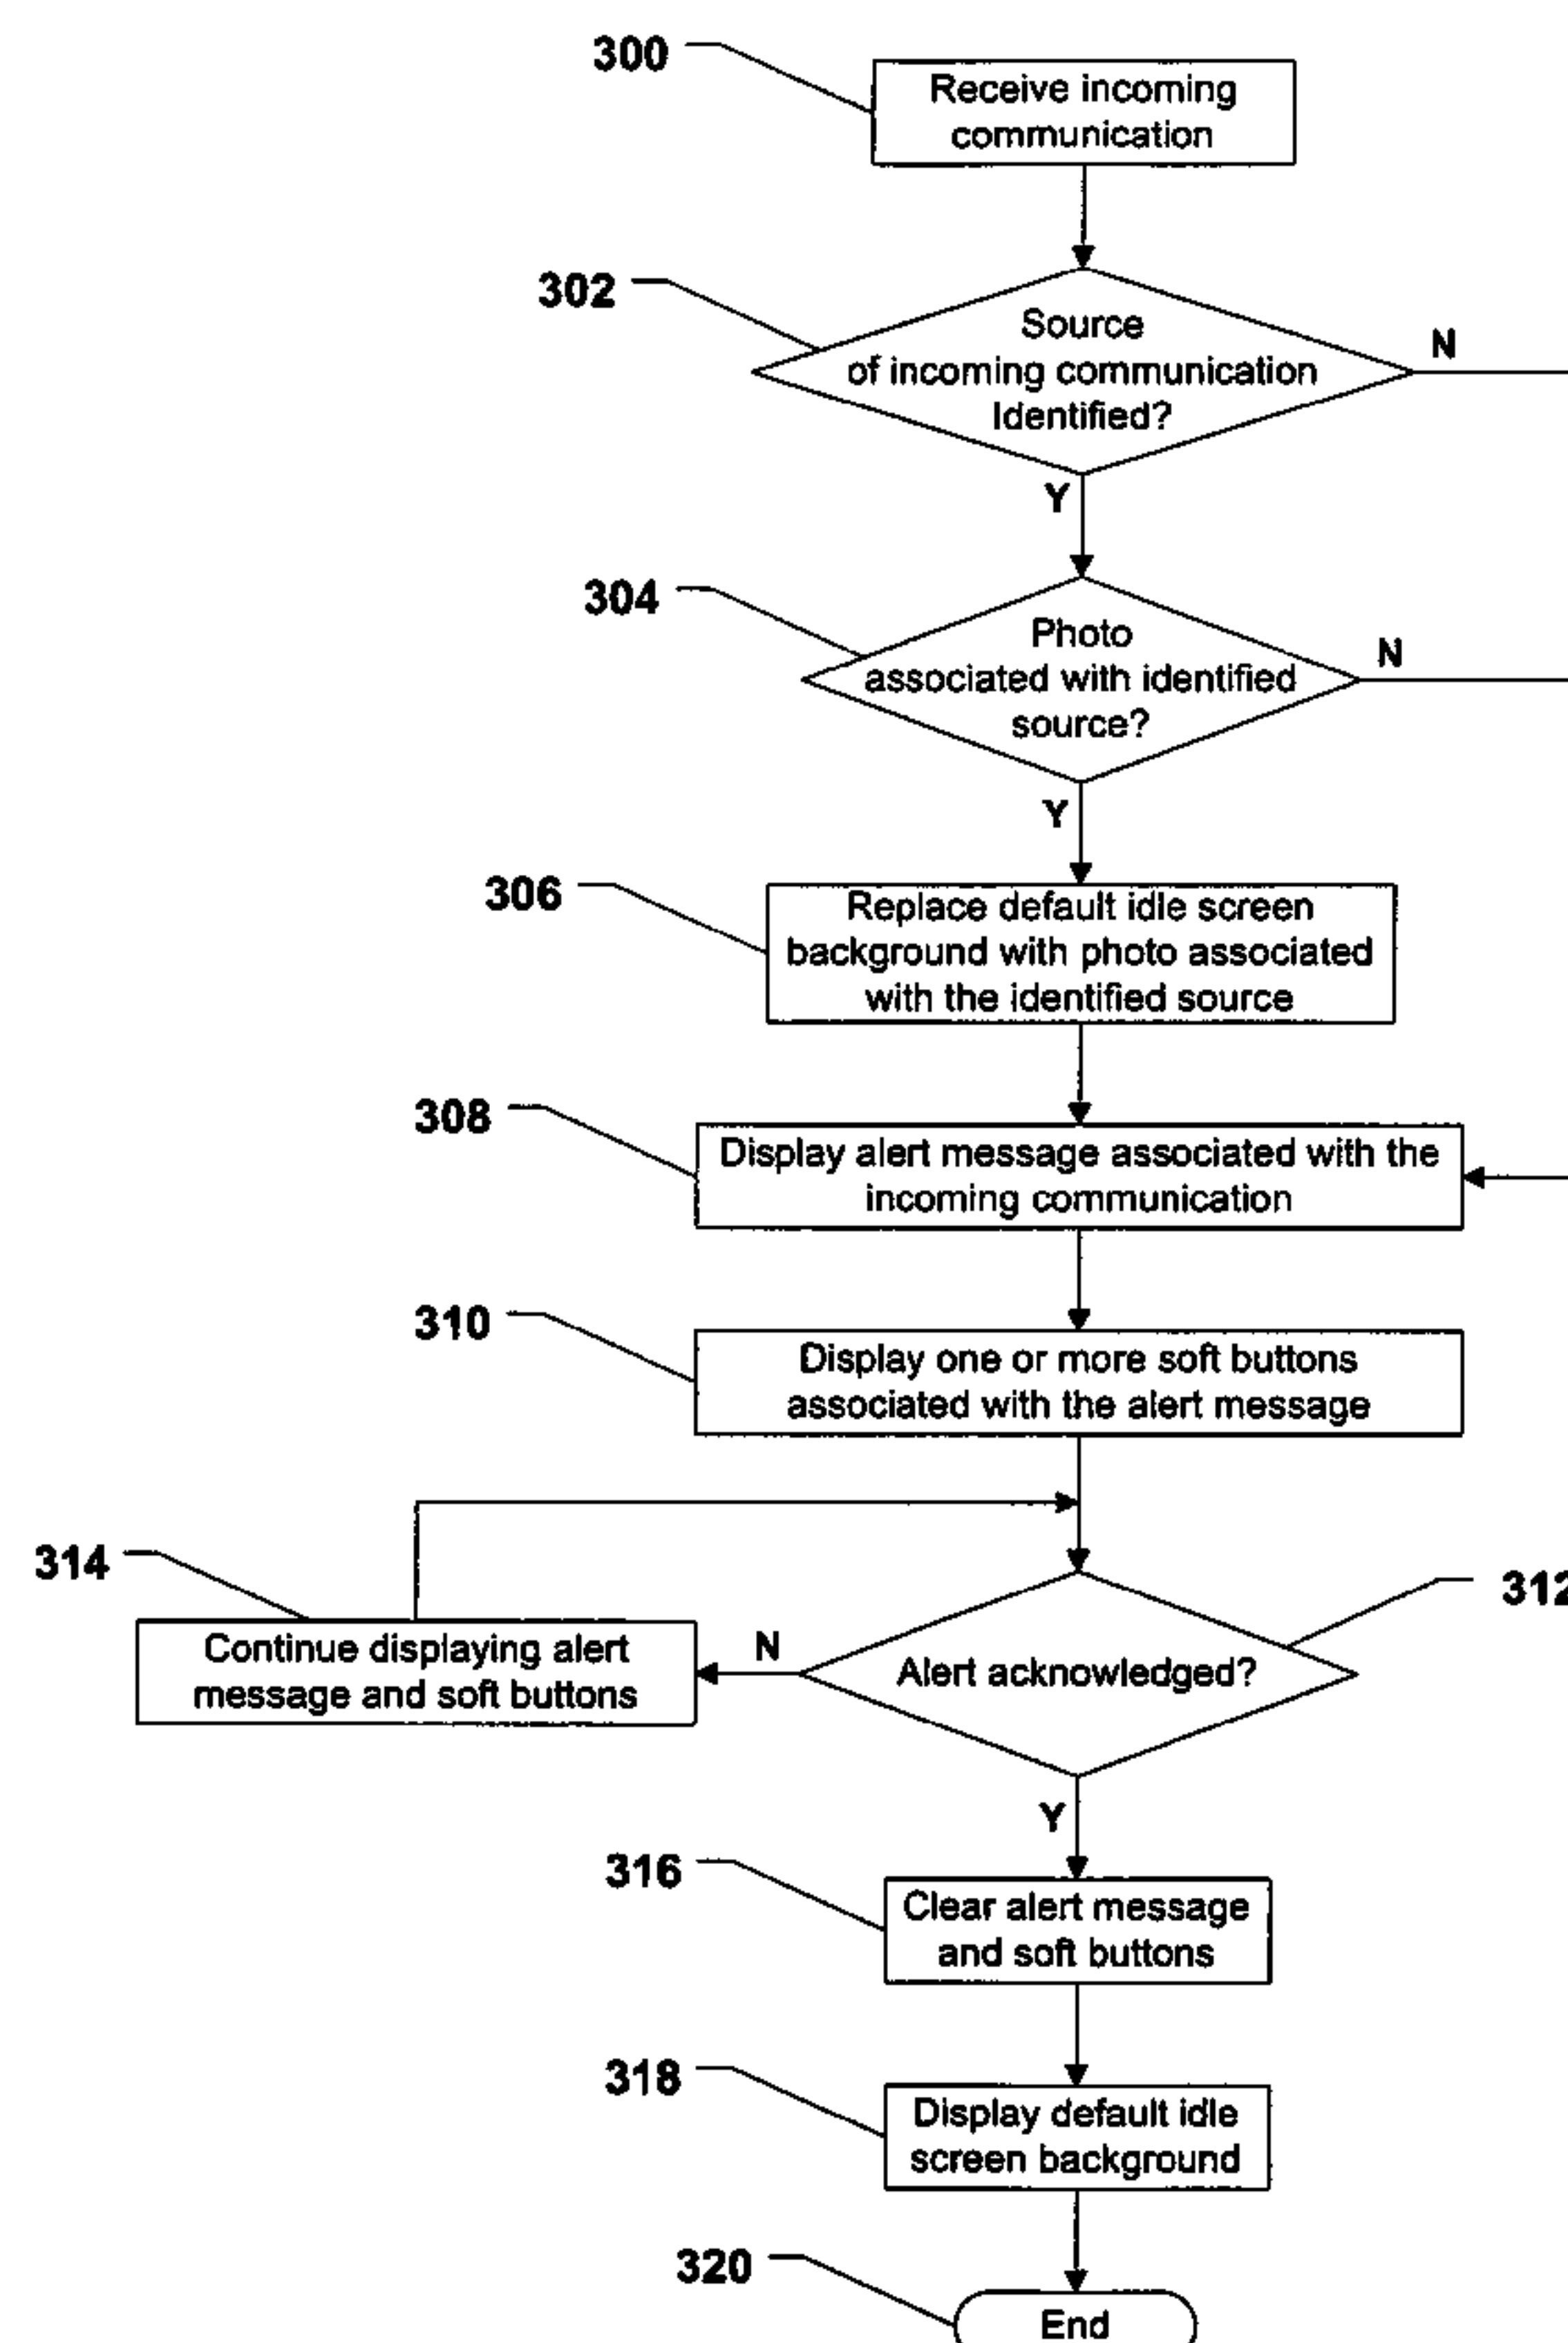 300
Receive incoming
communication
302
Source
of incoming communication
Identified?
N
Y
304
Photo
associated with identified
source?
N
Y
306
Replace default idle screen
background with photo associated
with the identified source
308
Display alert message associated with the
incoming communication
310
Display one or more soft buttons
associated with the alert message
314
Continue displaying alert
message and soft buttons
N
Alert acknowledged?
312
Y
316
Clear alert message
and soft buttons
318
Display default idle
screen background
320
End